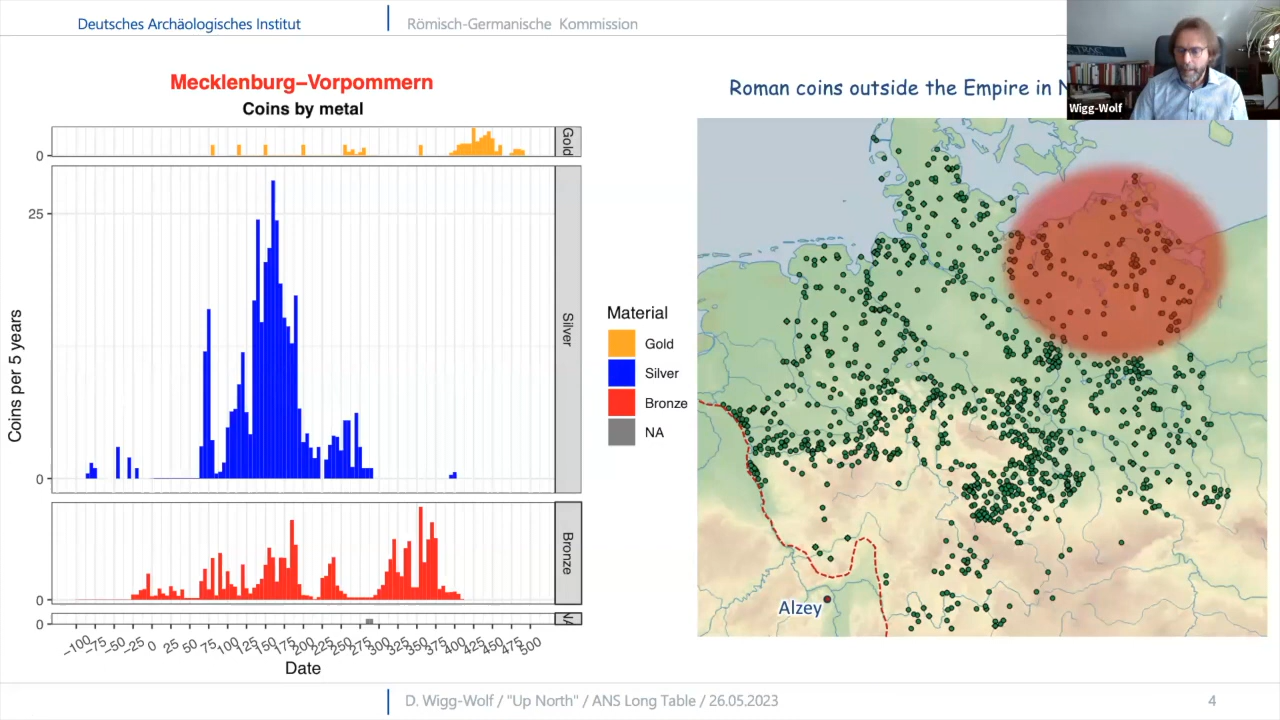 Deutsches Archäologisches Institut
Römisch-Germanische Kommission
Mecklenburg–Vorpommern
Coins by metal
Gold
0
25
Silver
0
Coins per 5 years
Bronze
0
NA
0
−100 −75 −50 −25 0 25 50 75 100 125 150 175 200 225 250 275 300 325 350 375 400 425 450 475 500
Date
Material
Gold
Silver
Bronze
NA
Roman coins outside the Empire in N
Wigg-Wolf
Alzey
D. Wigg-Wolf / "Up North" / ANS Long Table / 26.05.2023
4